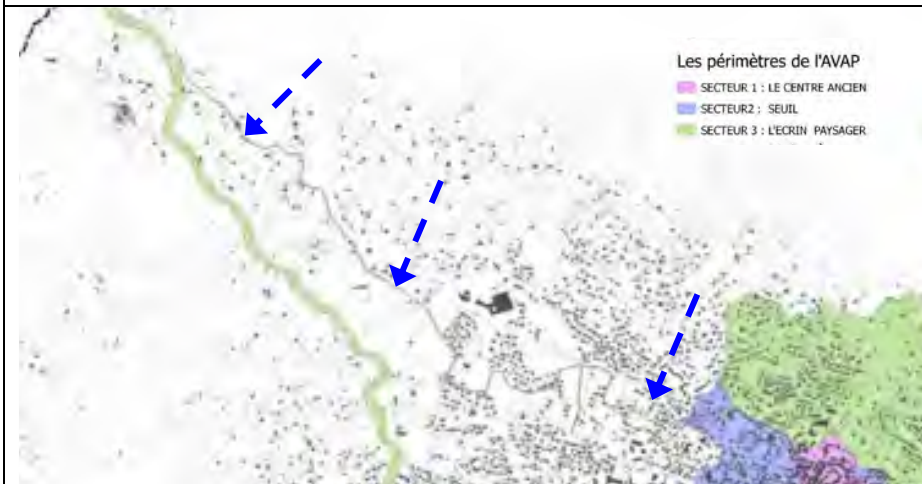 Les périmètres de l'AVAP
SECTEUR 1 : LE CENTRE ANCIEN
SECTEUR2 : SEUIL
SECTEUR 3 : L'ECRIN PAYSAGER